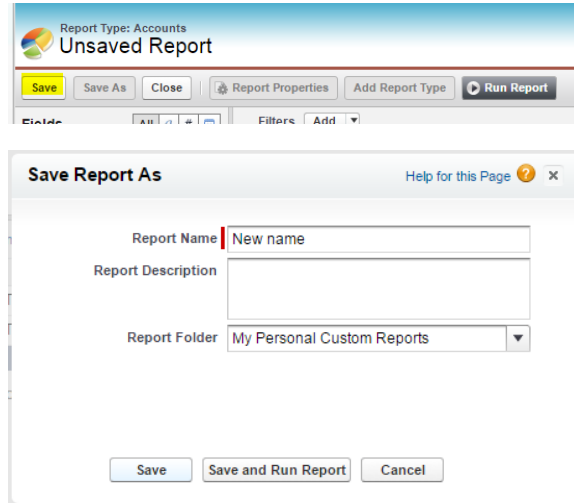 Report Type: Accounts
Unsaved Report
Save Save As Close Report Properties Add Report Type Run Report
Fields All # Filters Add
Save Report As Help for this Page ? x
Report Name New name
Report Description
Report Folder My Personal Custom Reports
Save Save and Run Report Cancel